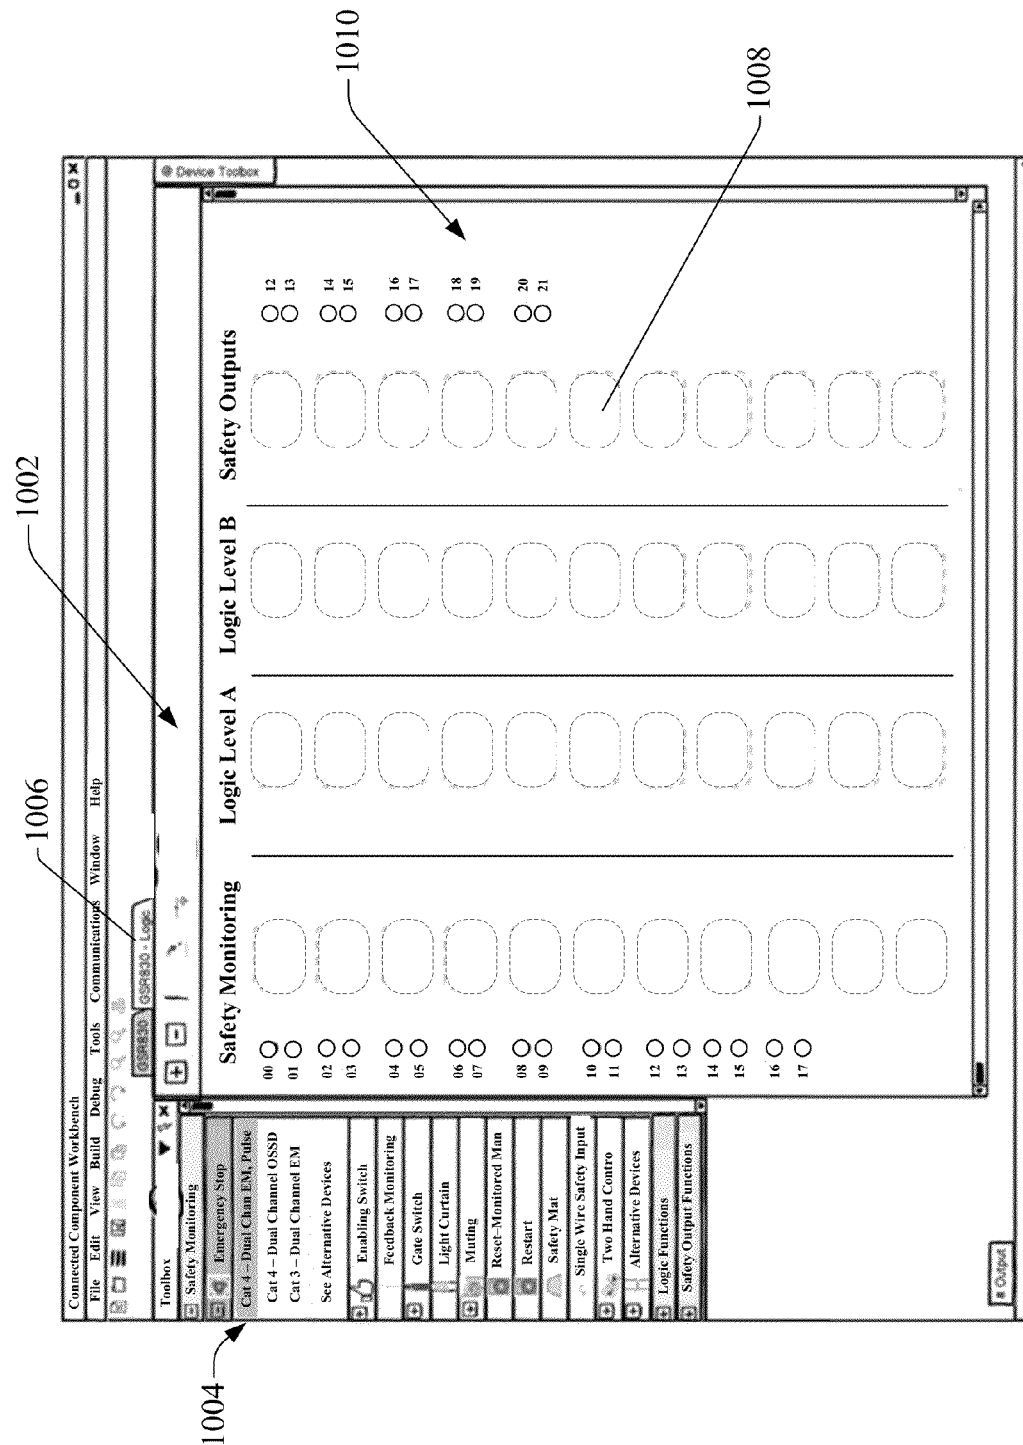 1002
1006
1010
1008
1004
Connected Component Workbench
File Edit View Build Debug Tools Communications Window Help
GSR830 GSR830 - Logic
Toolbox
Safety Monitoring
Emergency Stop
Cat 4 – Dual Chan EM, Pulse
Cat 4 – Dual Channel OSSD
Cat 3 – Dual Channel EM
See Alternative Devices
Enabling Switch
Feedback Monitoring
Gate Switch
Light Curtain
Muting
Reset–Monitored Man
Restart
Safety Mat
Single Wire Safety Input
Two Hand Contro
Alternative Devices
Logic Functions
Safety Output Functions
Device Toolbox
Safety Monitoring Logic Level A Logic Level B Safety Outputs
00
01
02
03
04
05
06
07
08
09
10
11
12
13
14
15
16
17
12
13
14
15
16
17
18
19
20
21
Output